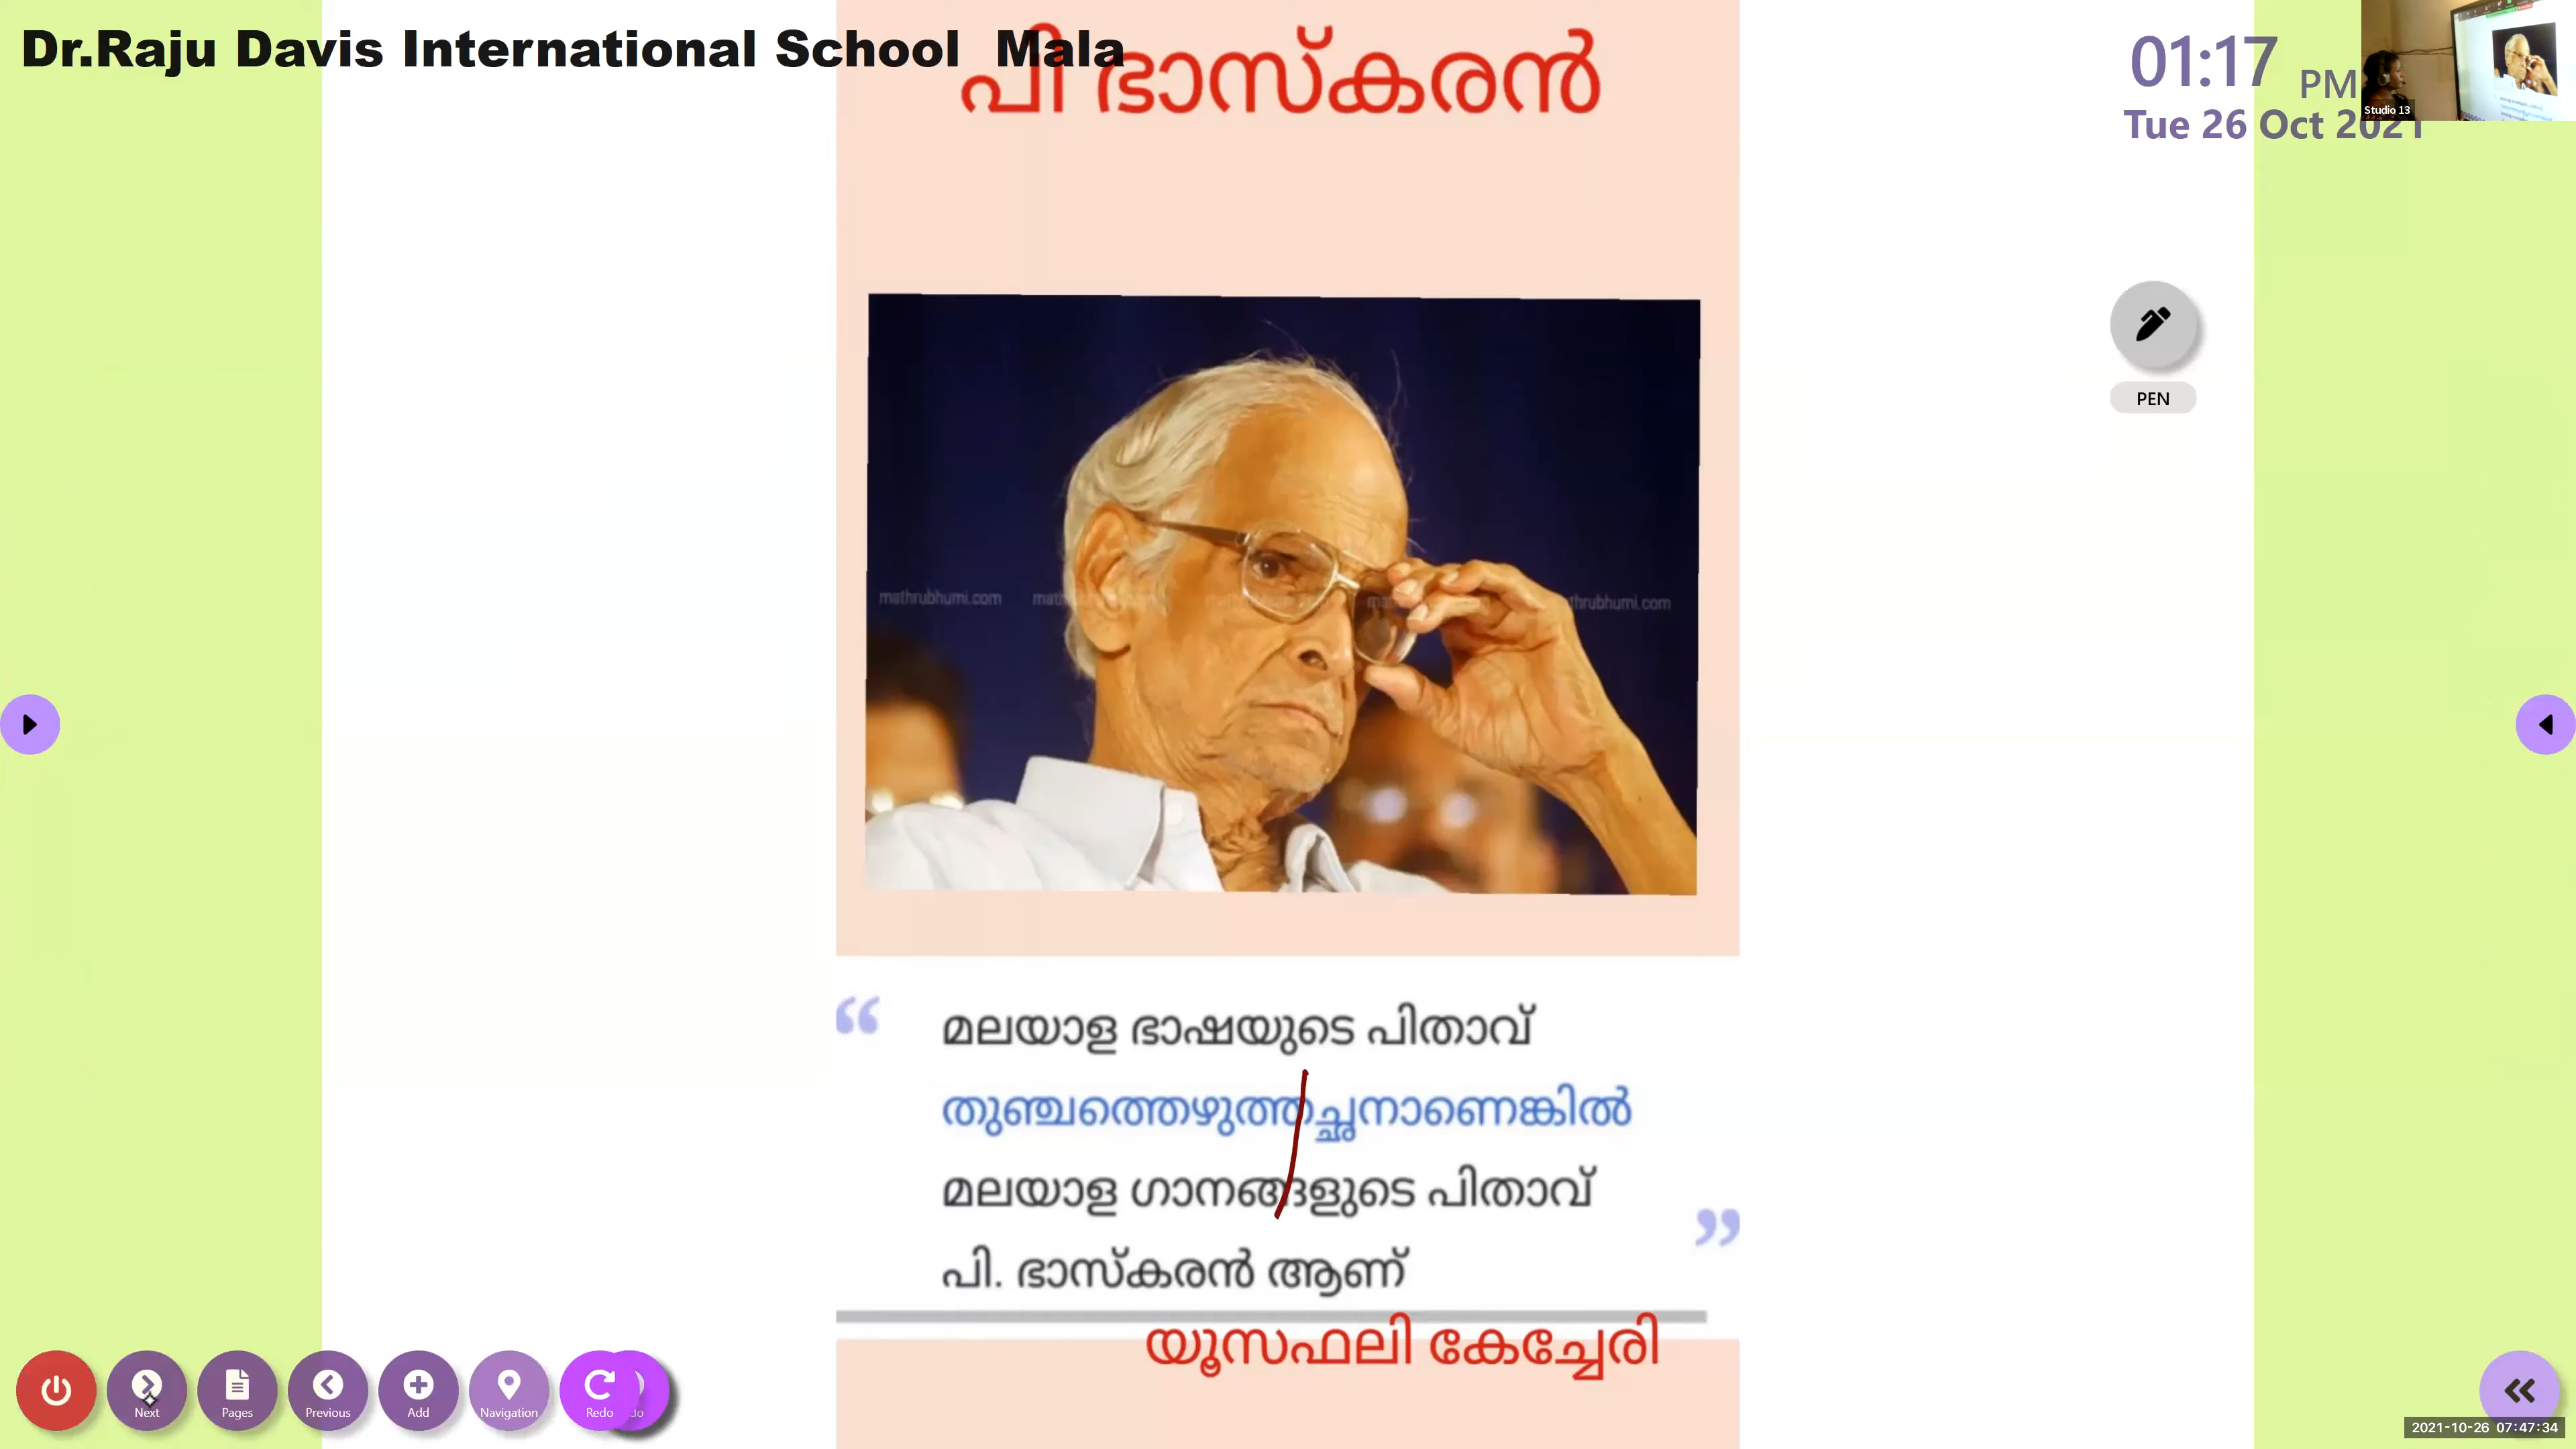 Dr.Raju Davis International School Mala
പി ഭാസ്കരൻ
01:17 PM
Tue 26 Oct 2021
Studio 13
PEN
mathrubhumi.com
“ മലയാള ഭാഷയുടെ പിതാവ്
തുഞ്ചത്തെഴുത്തച്ഛനാണെങ്കിൽ
മലയാള ഗാനങ്ങളുടെ പിതാവ്
പി. ഭാസ്കരൻ ആണ് ”
യൂസഫലി കേച്ചേരി
Next Pages Previous Add Navigation Redo
2021-10-26 07:47:34